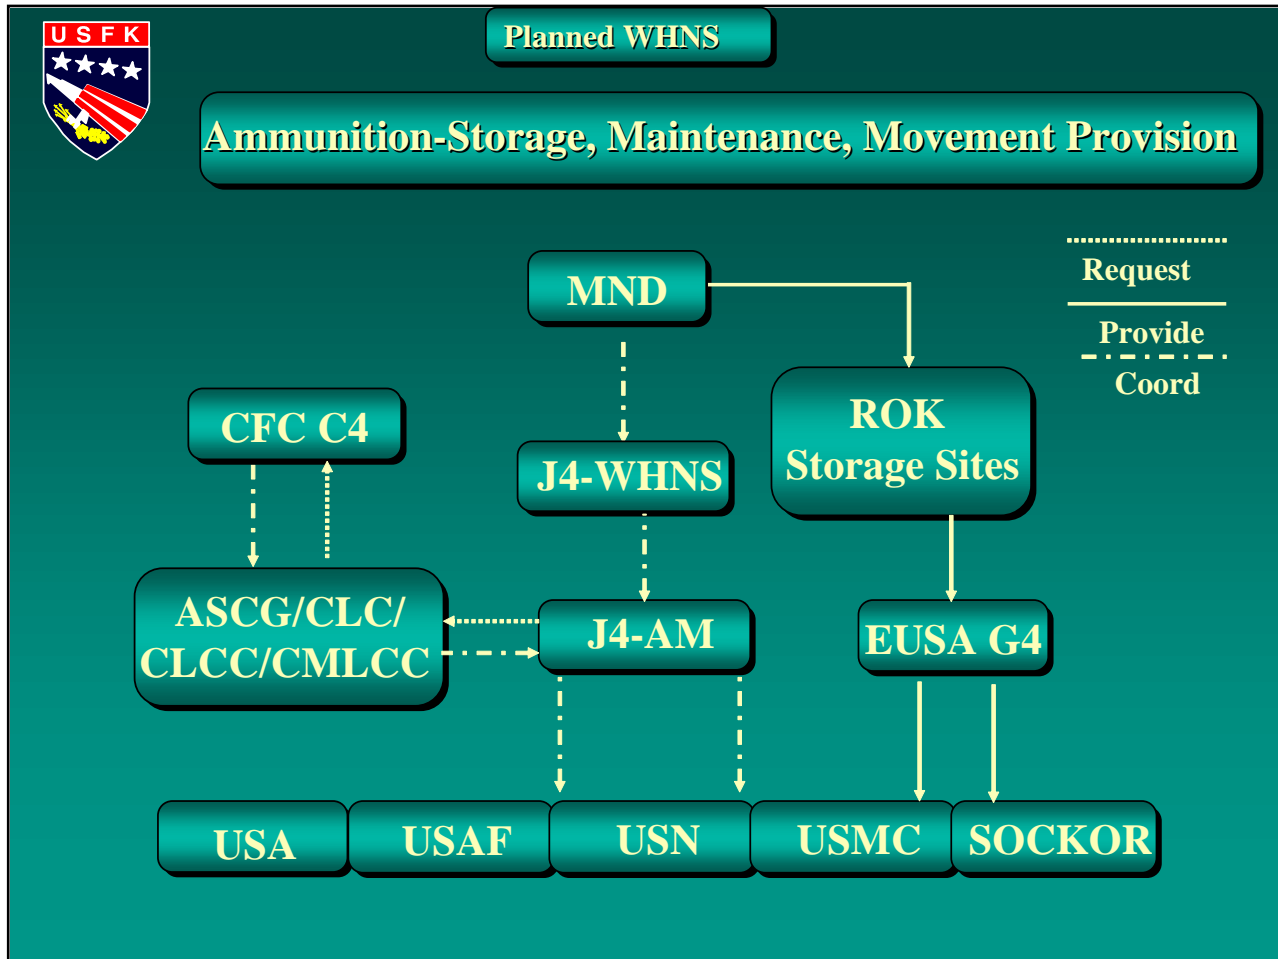 USFK
Planned WHNS
Ammunition-Storage, Maintenance, Movement Provision
Request
Provide
Coord
MND
ROK
Storage Sites
CFC C4
J4-WHNS
ASCG/CLC/
CLCC/CMLCC
J4-AM
EUSA G4
USA
USAF
USN
USMC
SOCKOR